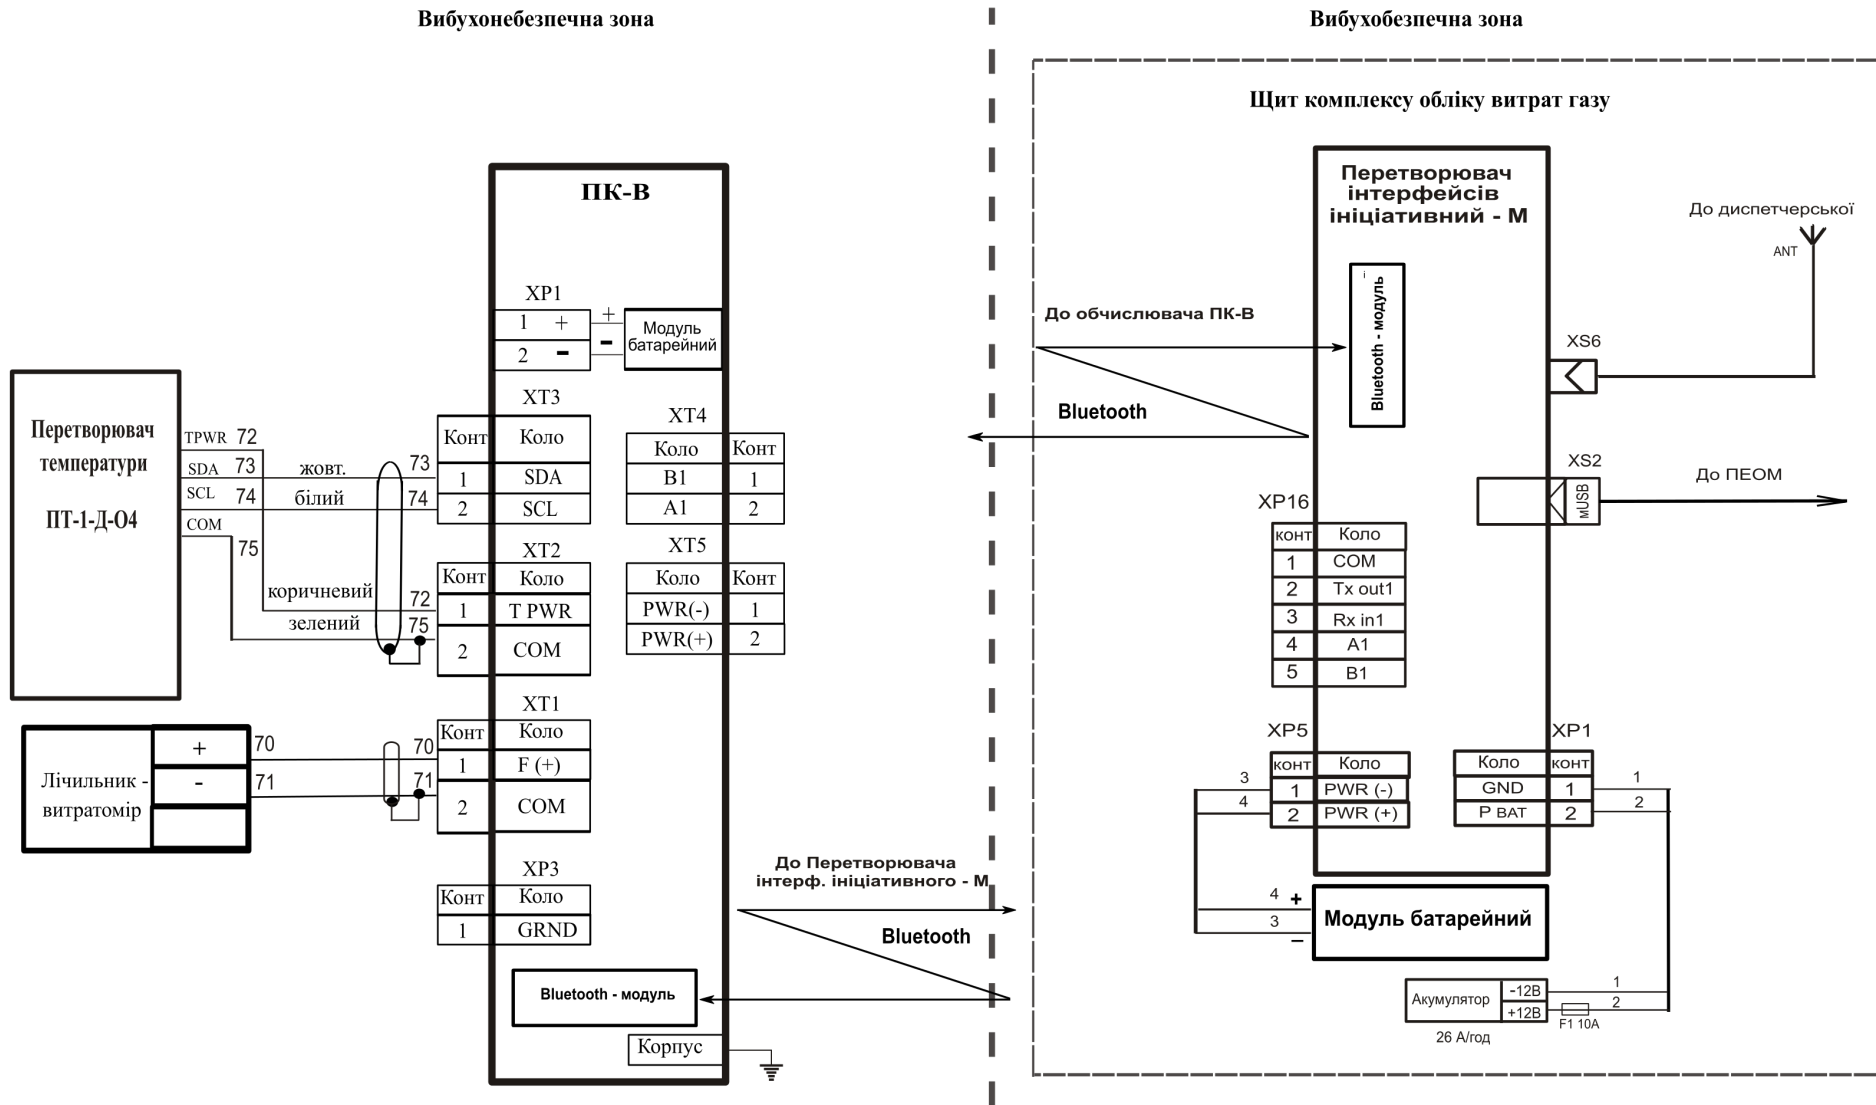 Вибухонебезпечна зона
Вибухобезпечна зона
Щит комплексу обліку витрат газу
ПК-В
XP1
1 +
2 -
+
-
Модуль
батарейний
XT3
Конт Коло
1 SDA
2 SCL
XT4
Коло Конт
B1 1
A1 2
XT2
Конт Коло
1 T PWR
2 COM
XT5
Коло Конт
PWR(-) 1
PWR(+) 2
XT1
Конт Коло
1 F (+)
2 COM
XP3
Конт Коло
1 GRND
Bluetooth - модуль
Корпус
Перетворювач
температури
ПТ-1-Д-О4
TPWR 72
SDA 73 жовт. 73
SCL 74 білий 74
COM
75
коричневий 72
зелений 75
Лічильник -
витратомір
+ 70 70
- 71 71
До Перетворювача
інтерф. ініціативного - М
Bluetooth
До обчислювача ПК-В
Bluetooth
Перетворювач
інтерфейсів
ініціативний - М
i
Bluetooth - модуль
До диспетчерської
ANT
XS6
XS2
мUSB
До ПЕОМ
XP16
конт Коло
1 COM
2 Tx out1
3 Rx in1
4 A1
5 B1
XP5
конт Коло
3 1 PWR (-)
4 2 PWR (+)
XP1
Коло конт
GND 1 1
P BAT 2 2
4 +
3 –
Модуль батарейний
Акумулятор
-12В 1
+12В 2
F1 10A
26 А/год